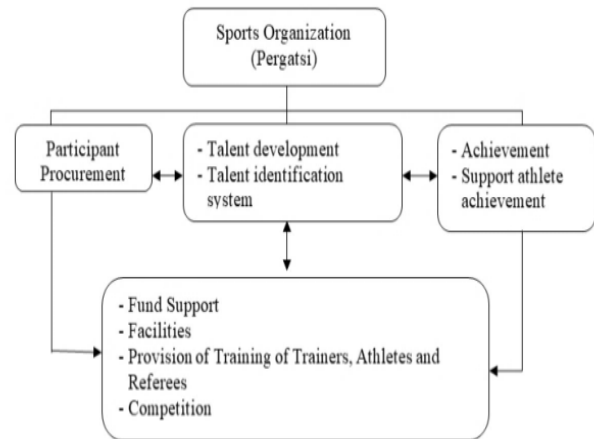 Sports Organization
(Pergatsi)
Participant
Procurement
- Talent development
- Talent identification
system
- Achievement
- Support athlete
achievement
- Fund Support
- Facilities
- Provision of Training of Trainers, Athletes and
Referees
- Competition